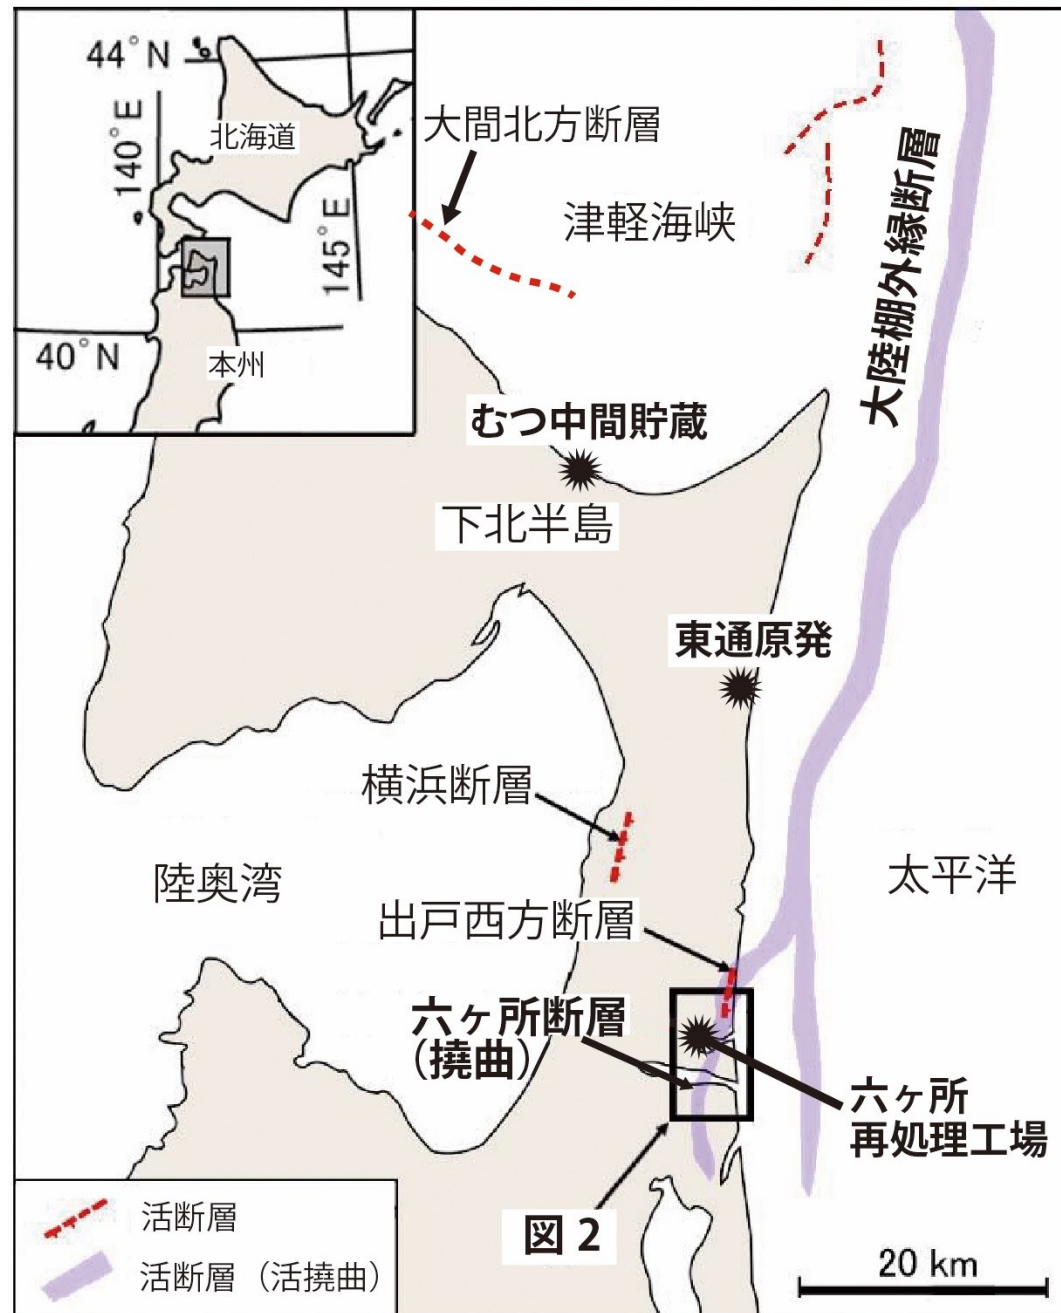 44°N
140°E
北海道
145°E
40°N
本州
大間北方断層
津軽海峡
大陸棚外縁断層
むつ中間貯蔵
下北半島
東通原発
横浜断層
陸奥湾
太平洋
出戸西方断層
六ヶ所断層
（撓曲）
六ヶ所
再処理工場
図 2
活断層
活断層（活撓曲）
20 km